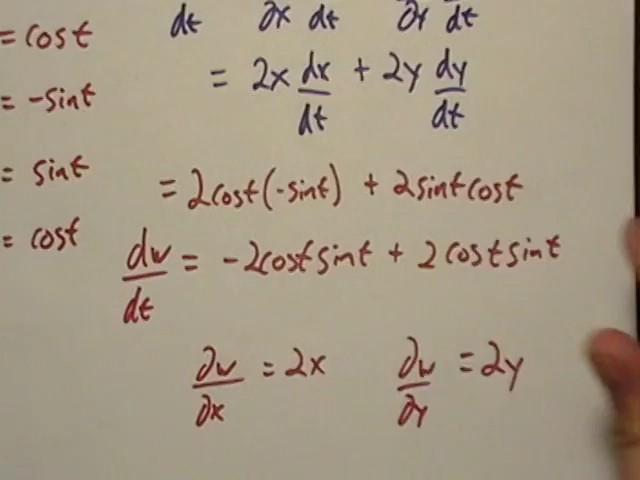 = cost
= -sint
= sint
= cost
dt ∂x dt ∂y dt
= 2x dx/dt + 2y dy/dt
= 2cost(-sint) + 2sintcost
dw/dt = -2costsint + 2costsint
∂w/∂x = 2x ∂w/∂y = 2y